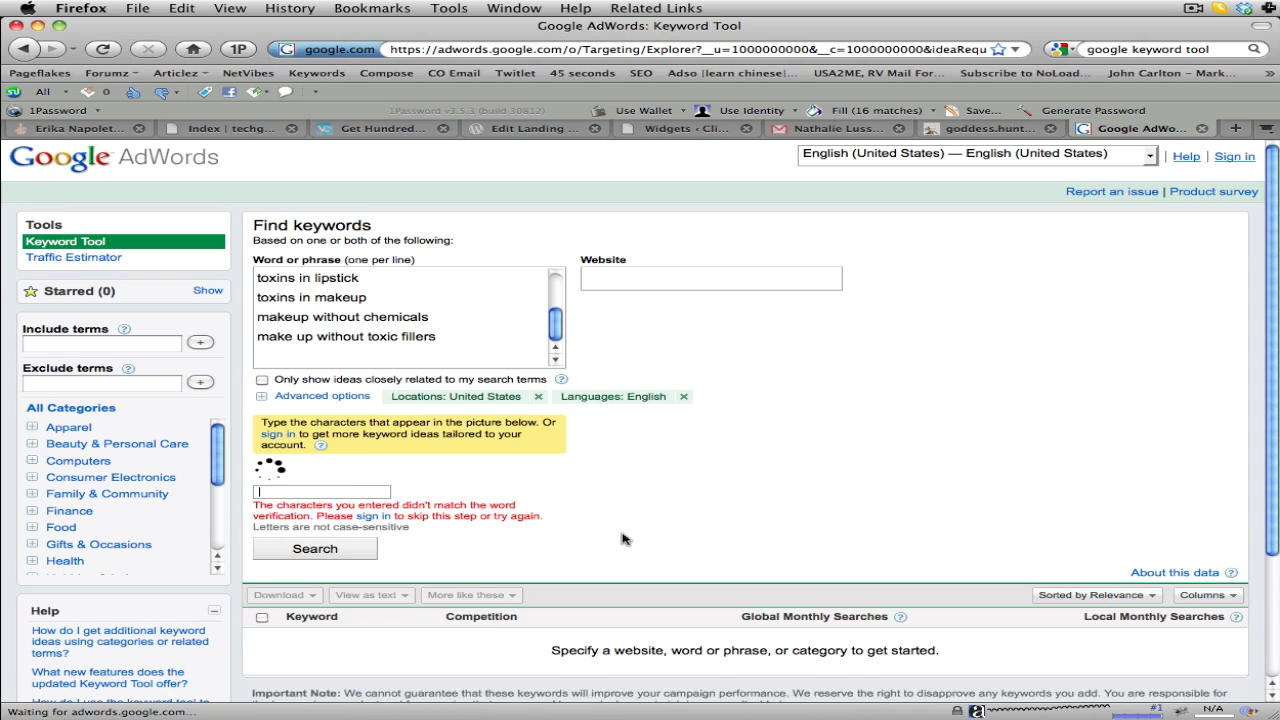 Firefox File Edit View History Bookmarks Tools Window Help Related Links
Google AdWords: Keyword Tool
1P google.com https://adwords.google.com/o/Targeting/Explorer?__u=1000000000&__c=1000000000&ideaRequ google keyword tool
Pageflakes Forumz Articlez NetVibes Keywords Compose CO Email Twitlet 45 seconds SEO Adso |learn chinese|... USA2ME, RV Mail For... Subscribe to NoLoad... John Carlton – Mark... »
All 0
1Password 1Password v3.5.3 (build 30812) Use Wallet Use Identity Fill (16 matches) Save... Generate Password
Erika Napolet... Index | techg... Get Hundred... Edit Landing ... Widgets ‹ Cli... Nathalie Luss... goddess.hunt... Google AdWo...
Google AdWords English (United States) — English (United States) | Help | Sign in
Report an issue | Product survey
Tools
Keyword Tool
Traffic Estimator
Starred (0) Show
Include terms
Exclude terms
All Categories
Apparel
Beauty & Personal Care
Computers
Consumer Electronics
Family & Community
Finance
Food
Gifts & Occasions
Health
Help
How do I get additional keyword
ideas using categories or related
terms?
What new features does the
updated Keyword Tool offer?
Find keywords
Based on one or both of the following:
Word or phrase (one per line) Website
toxins in lipstick
toxins in makeup
makeup without chemicals
make up without toxic fillers
Only show ideas closely related to my search terms
Advanced options Locations: United States × Languages: English ×
Type the characters that appear in the picture below. Or
sign in to get more keyword ideas tailored to your
account.
The characters you entered didn't match the word
verification. Please sign in to skip this step or try again.
Letters are not case-sensitive
Search
About this data
Download View as text More like these Sorted by Relevance Columns
Keyword Competition Global Monthly Searches Local Monthly Searches
Specify a website, word or phrase, or category to get started.
Important Note: We cannot guarantee that these keywords will improve your campaign performance. We reserve the right to disapprove any keywords you add. You are responsible for
Waiting for adwords.google.com... #1 N/A